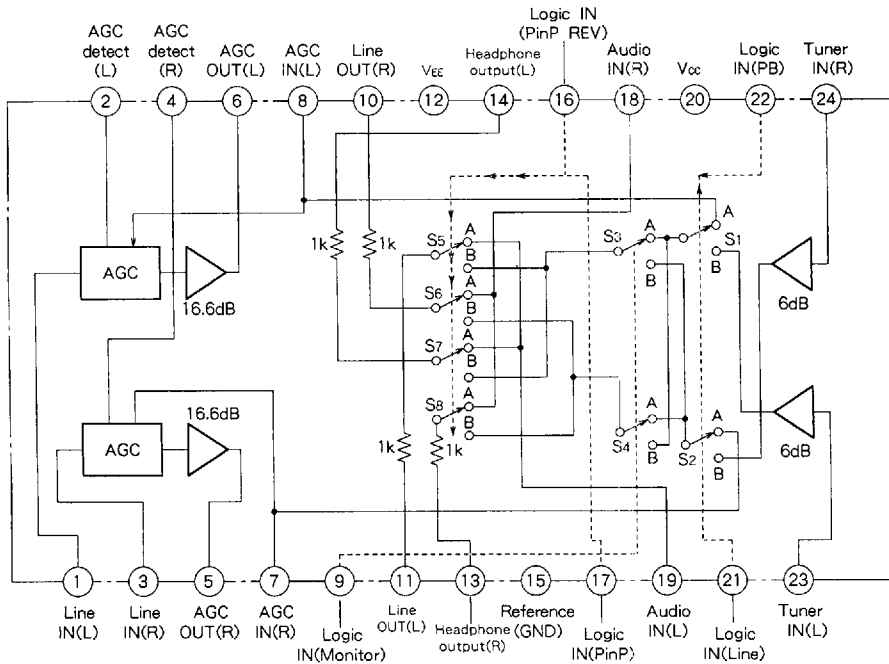 Logic IN
(PinP REV)
AGC
detect
(L)
AGC
detect(R)
AGC
OUT(L)
AGC
IN(L)
Line
OUT(R)
VEE
Headphone
output(L)
Audio
IN(R)
VCC
Logic
IN(PB)
Tuner
IN(R)
2
4
6
8
10
12
14
16
18
20
22
24
1k
1k
S5
A
B
S6
A
B
S7
A
B
S8
A
B
S3
A
B
A
S1
B
AGC
16.6dB
6dB
16.6dB
AGC
1k
1k
S4
A
B
S2
A
B
6dB
1
3
5
7
9
11
13
15
17
19
21
23
Line
IN(L)
Line
IN(R)
AGC
OUT(R)
AGC
IN(R)
Logic
IN(Monitor)
Line
OUT(L)
Headphone
output(R)
Reference
(GND)
Logic
IN(PinP)
Audio
IN(L)
Logic
IN(Line)
Tuner
IN(L)